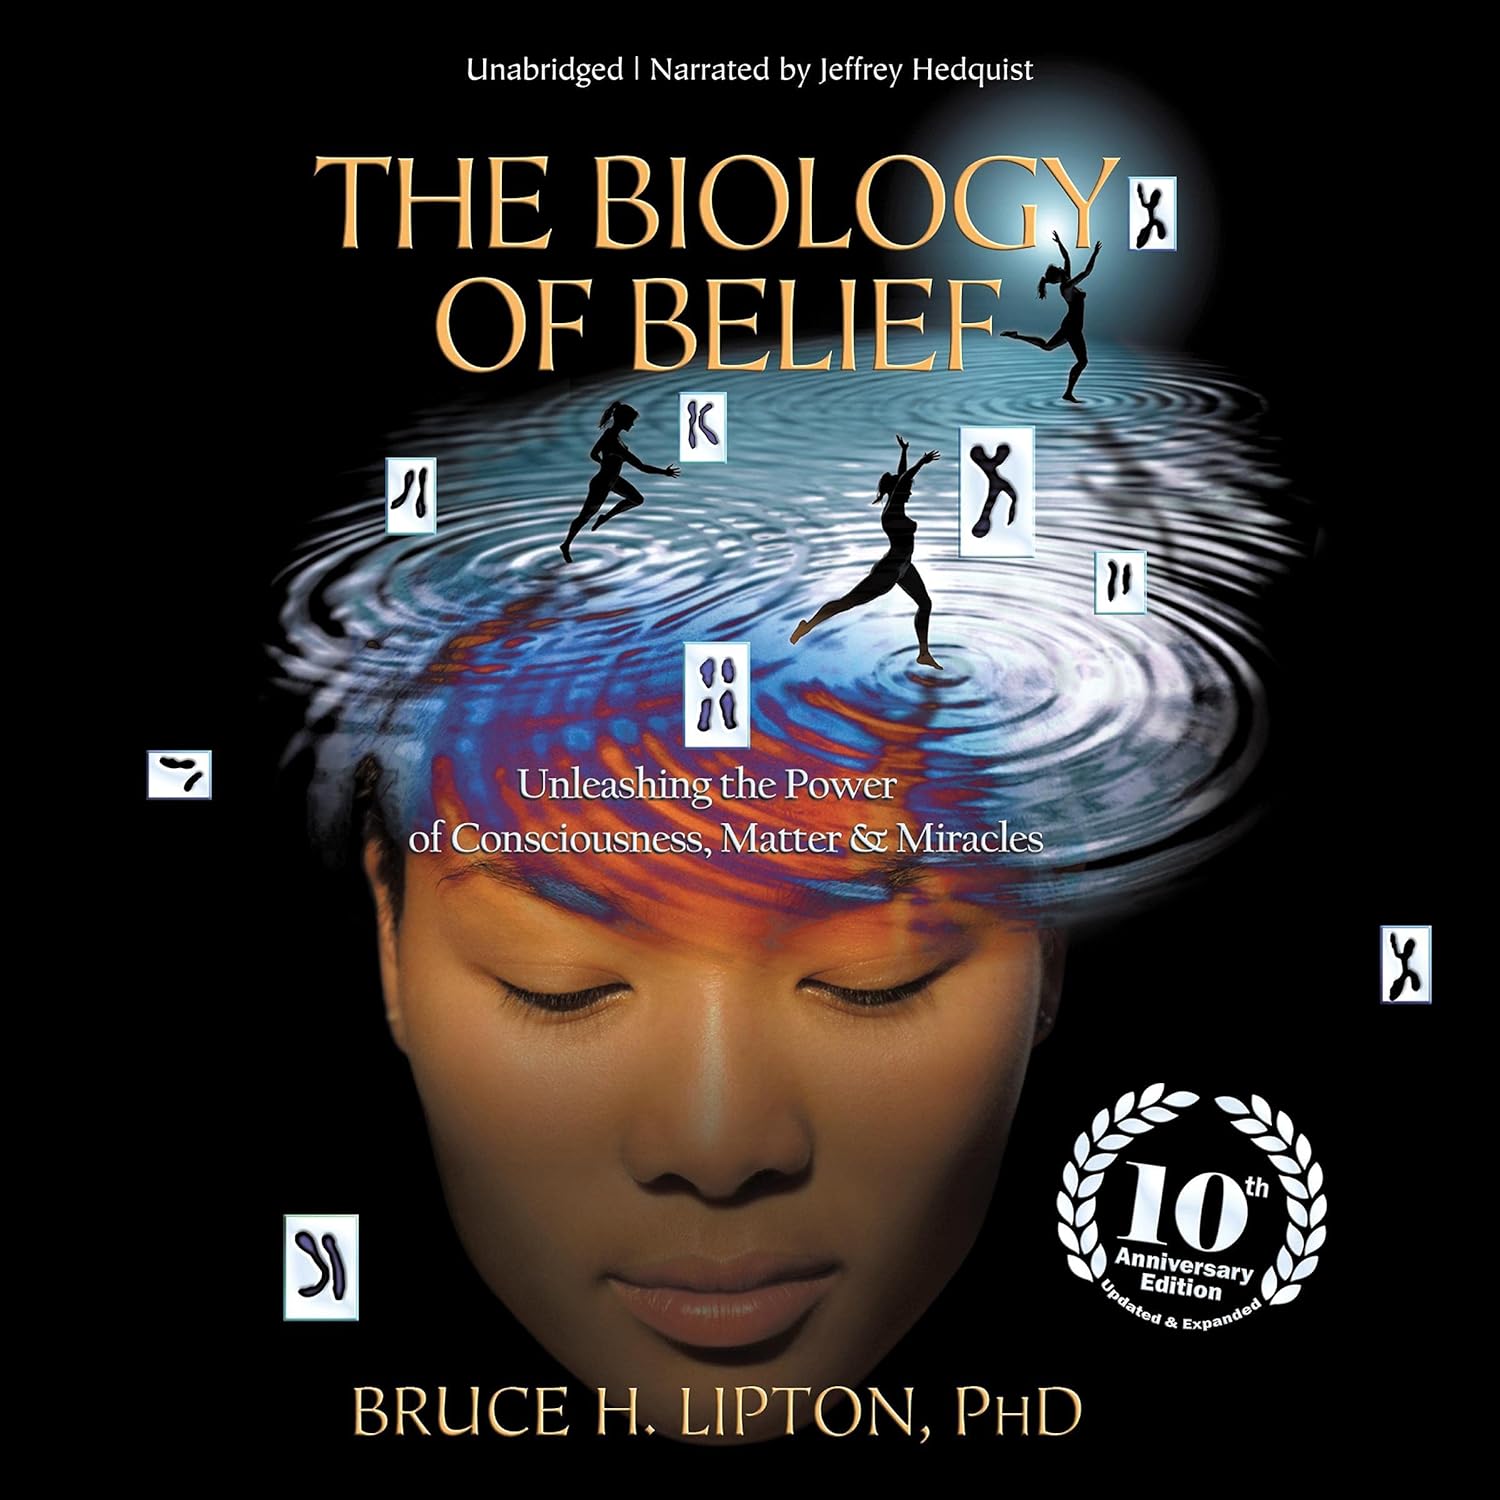 Unabridged | Narrated by Jeffrey Hedquist
THE BIOLOGY
OF BELIEF
Unleashing the Power
of Consciousness, Matter & Miracles
10th
Anniversary
Edition
Updated & Expanded
BRUCE H. LIPTON, PHD